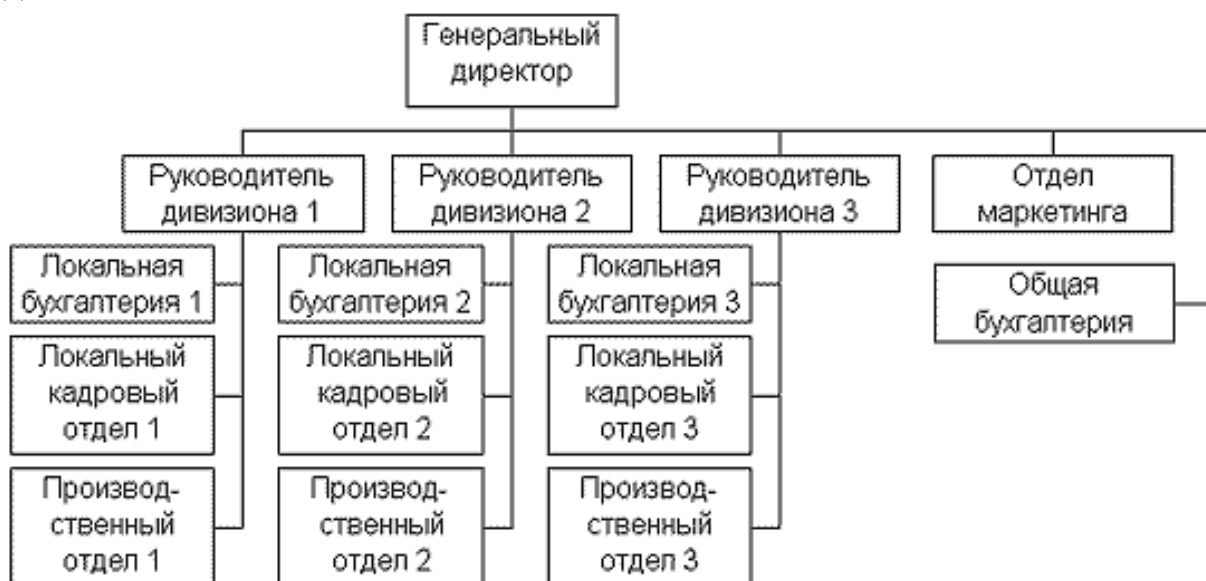 Генеральный
директор
Руководитель
дивизиона 1
Руководитель
дивизиона 2
Руководитель
дивизиона 3
Отдел
маркетинга
Локальная
бухгалтерия 1
Локальная
бухгалтерия 2
Локальная
бухгалтерия 3
Общая
бухгалтерия
Локальный
кадровый
отдел 1
Локальный
кадровый
отдел 2
Локальный
кадровый
отдел 3
Производ-
ственный
отдел 1
Производ-
ственный
отдел 2
Производ-
ственный
отдел 3